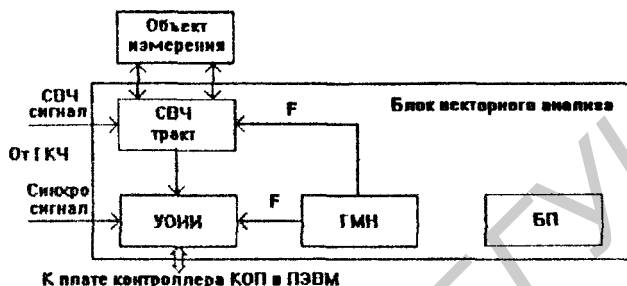 Объект
измерения
СВЧ
сигнал
СВЧ
тракт
F
Блок векторного анализа
От ГКЧ
Синхро
сигнал
УОИИ
F
ГМН
БП
К плате контроллера КОП в ПЭВМ